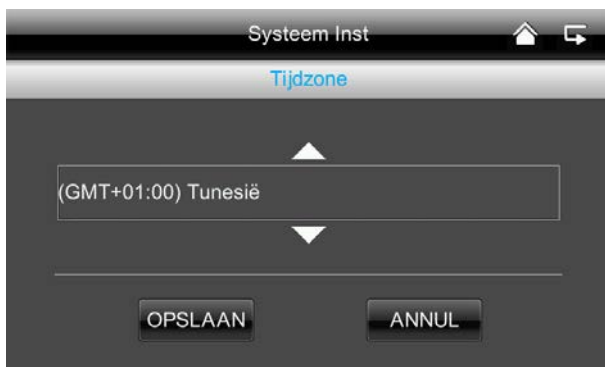 Systeem Inst
Tijdzone
(GMT+01:00) Tunesië
OPSLAAN
ANNUL